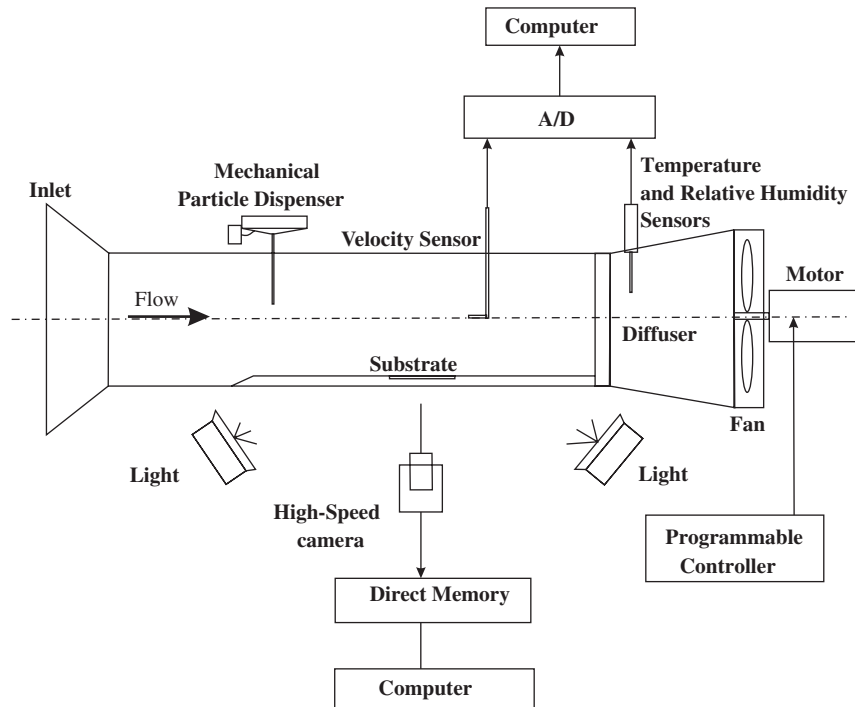 Computer
A/D
Mechanical
Particle Dispenser
Temperature
and Relative Humidity
Sensors
Inlet
Velocity Sensor
Motor
Flow
Diffuser
Substrate
Fan
Light
Light
High-Speed
camera
Programmable
Controller
Direct Memory
Computer